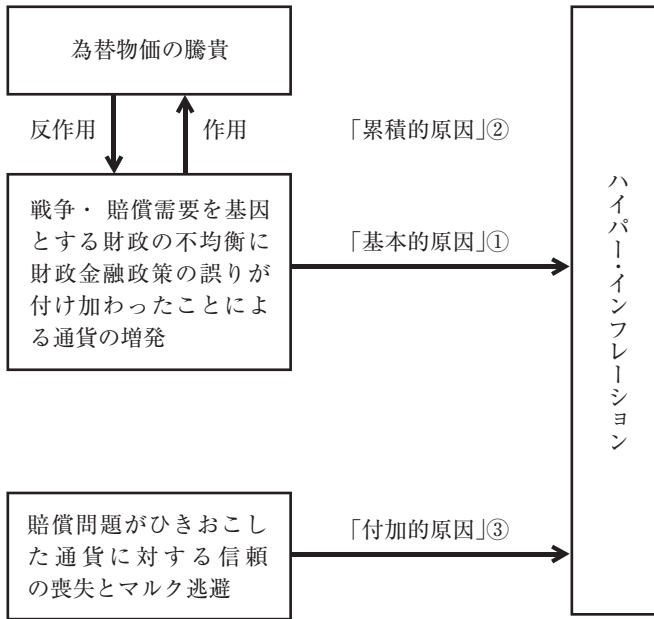 為替物価の騰貴
反作用
作用
「累積的原因」②
戦争・ 賠償需要を基因
とする財政の不均衡に
財政金融政策の誤りが
付け加わったことによ
る通貨の増発
「基本的原因」①
ハイパー・インフレーション
賠償問題がひきおこし
た通貨に対する信頼
の喪失とマルク逃避
「付加的原因」③